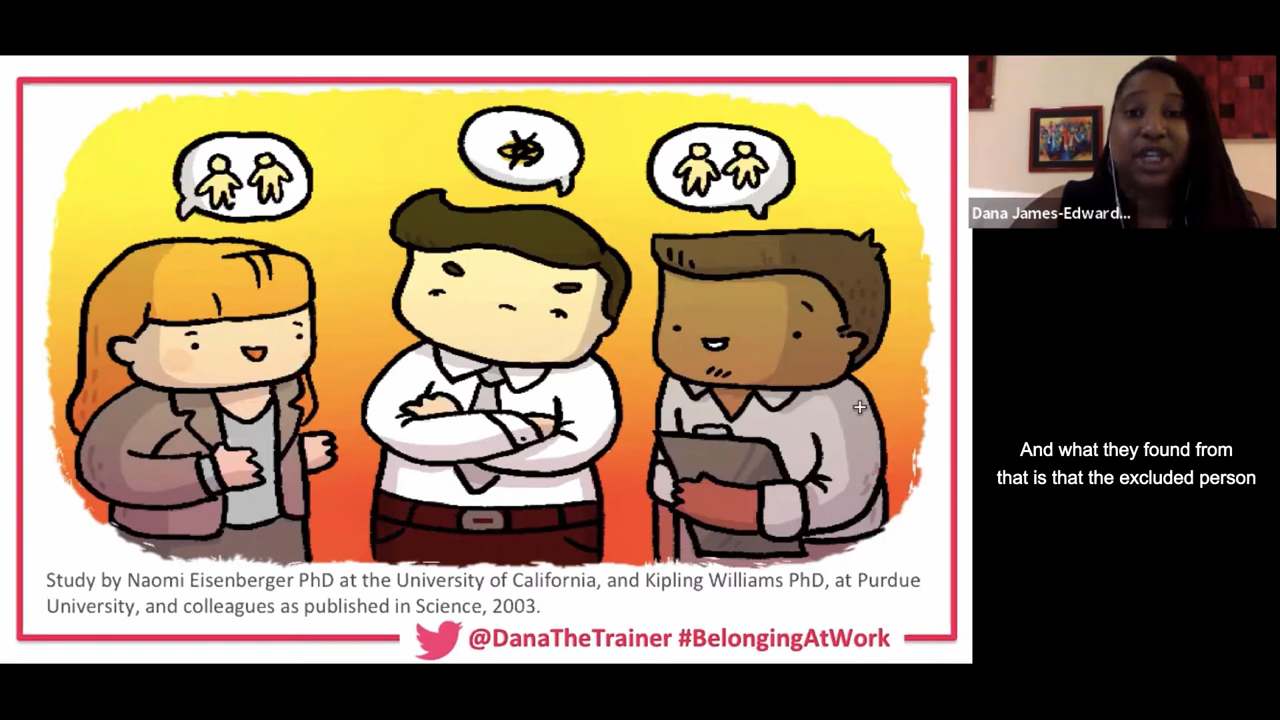 Dana James-Edward...
And what they found from
that is that the excluded person
Study by Naomi Eisenberger PhD at the University of California, and Kipling Williams PhD, at Purdue
University, and colleagues as published in Science, 2003.
@DanaTheTrainer #BelongingAtWork